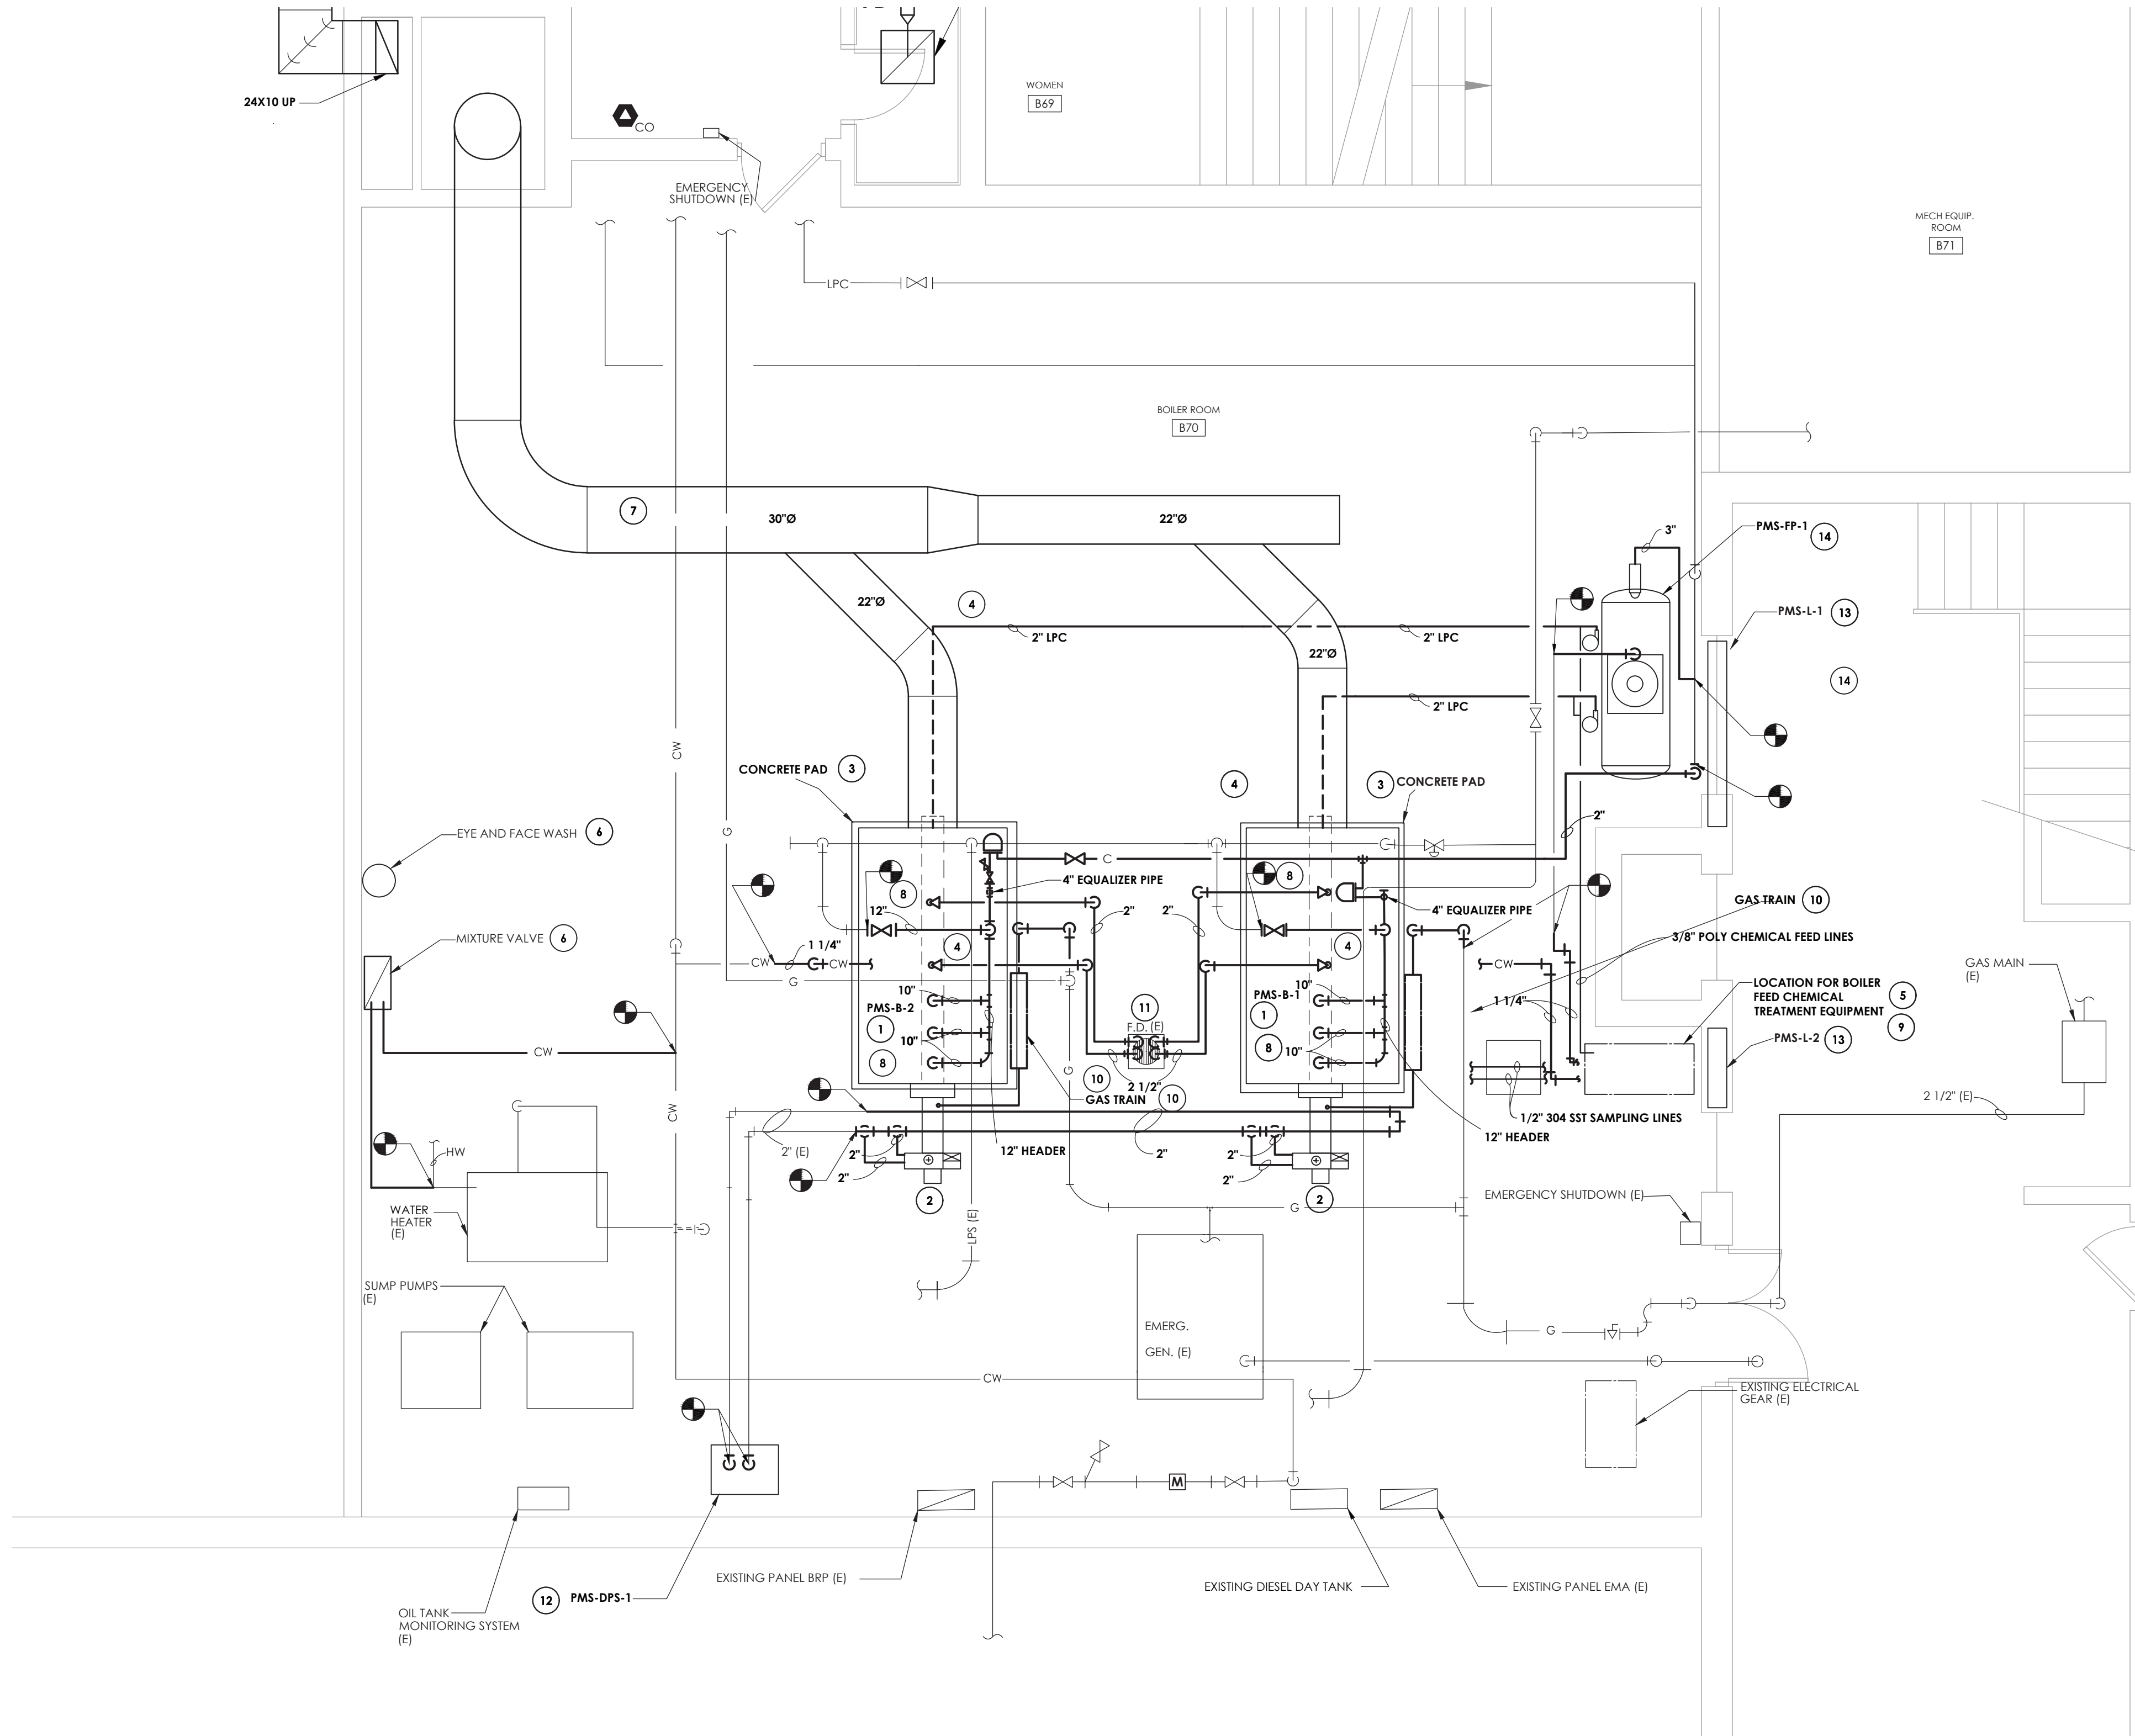 24X10 UP
CO
EMERGENCY
SHUTDOWN (E)
WOMEN
B69
MECH EQUIP.
ROOM
B71
LPC
BOILER ROOM
B70
7
30"Ø
22"Ø
3"
PMS-FP-1
14
22"Ø
4
2" LPC
2" LPC
22"Ø
PMS-L-1
13
14
2" LPC
CW
CONCRETE PAD
3
4
3
CONCRETE PAD
EYE AND FACE WASH
6
G
2"
C
8
4" EQUALIZER PIPE
8
12"
2"
2"
4" EQUALIZER PIPE
GAS TRAIN
10
MIXTURE VALVE
6
1 1/4"
CW
CW
4
4
3/8" POLY CHEMICAL FEED LINES
CW
GAS MAIN
(E)
G
10"
PMS-B-2
1
10"
8
10"
PMS-B-1
1
10"
8
11
F.D. (E)
1 1/4"
LOCATION FOR BOILER
FEED CHEMICAL
TREATMENT EQUIPMENT
5
9
PMS-L-2
13
CW
G
10
2 1/2"
GAS TRAIN
10
2 1/2" (E)
CW
1/2" 304 SST SAMPLING LINES
12" HEADER
HW
2" (E)
2"
2"
12" HEADER
2"
2"
2"
2
2
WATER
HEATER
(E)
LPS (E)
G
EMERGENCY SHUTDOWN (E)
SUMP PUMPS
(E)
EMERG.
GEN. (E)
G
CW
EXISTING ELECTRICAL
GEAR (E)
M
EXISTING PANEL BRP (E)
EXISTING DIESEL DAY TANK
EXISTING PANEL EMA (E)
12
PMS-DPS-1
OIL TANK
MONITORING SYSTEM
(E)